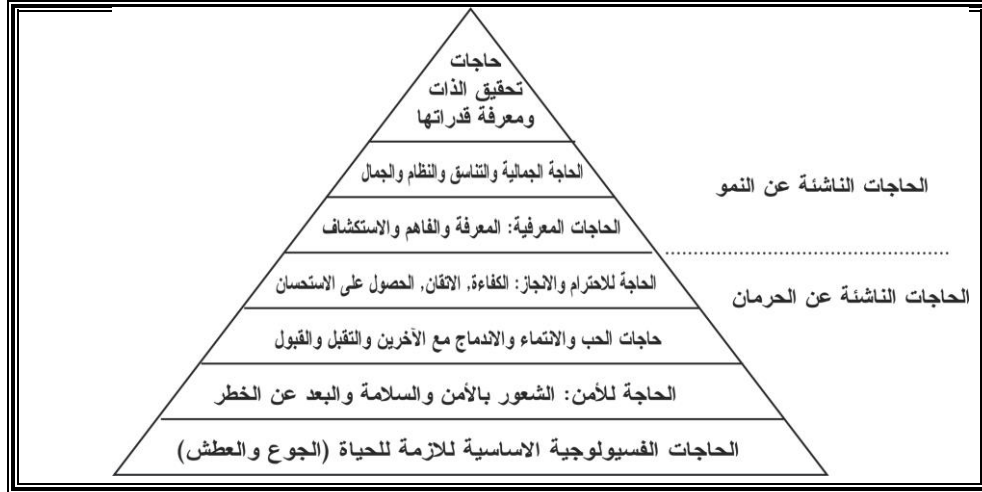 حاجات
تحقيق الذات
ومعرفة قدراتها
الحاجة الجمالية والتناسق والنظام والجمال
الحاجات الناشئة عن النمو
الحاجات المعرفية: المعرفة والفاهم والاستكشاف
الحاجة للاحترام والانجاز: الكفاءة, الاتقان, الحصول على الاستحسان
الحاجات الناشئة عن الحرمان
حاجات الحب والانتماء والاندماج مع الآخرين والتقبل والقبول
الحاجة للأمن: الشعور بالأمن والسلامة والبعد عن الخطر
الحاجات الفسيولوجية الاساسية للازمة للحياة (الجوع والعطش)